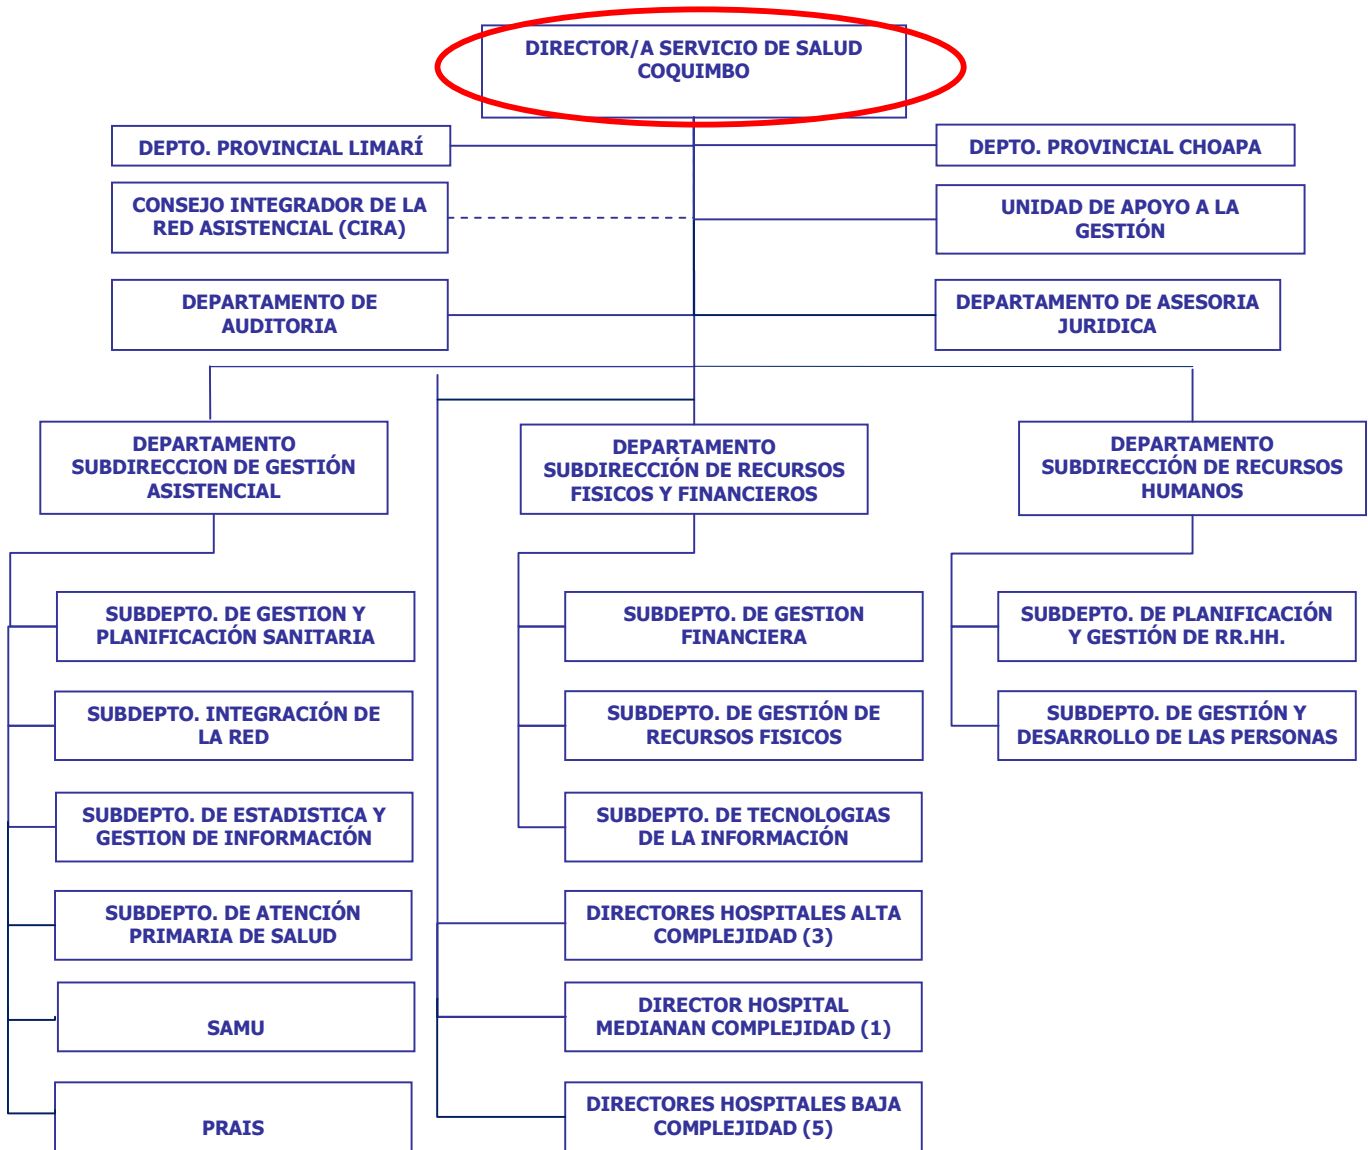 DIRECTOR/A SERVICIO DE SALUD
COQUIMBO
DEPTO. PROVINCIAL LIMARÍ
DEPTO. PROVINCIAL CHOAPA
CONSEJO INTEGRADOR DE LA
RED ASISTENCIAL (CIRA)
UNIDAD DE APOYO A LA
GESTIÓN
DEPARTAMENTO DE
AUDITORIA
DEPARTAMENTO DE ASESORIA
JURIDICA
DEPARTAMENTO
SUBDIRECCION DE GESTIÓN
ASISTENCIAL
DEPARTAMENTO
SUBDIRECCIÓN DE RECURSOS
FISICOS Y FINANCIEROS
DEPARTAMENTO
SUBDIRECCIÓN DE RECURSOS
HUMANOS
SUBDEPTO. DE GESTION Y
PLANIFICACIÓN SANITARIA
SUBDEPTO. DE GESTION
FINANCIERA
SUBDEPTO. DE PLANIFICACIÓN
Y GESTIÓN DE RR.HH.
SUBDEPTO. INTEGRACIÓN DE
LA RED
SUBDEPTO. DE GESTIÓN DE
RECURSOS FISICOS
SUBDEPTO. DE GESTIÓN Y
DESARROLLO DE LAS PERSONAS
SUBDEPTO. DE ESTADISTICA Y
GESTION DE INFORMACIÓN
SUBDEPTO. DE TECNOLOGIAS
DE LA INFORMACIÓN
SUBDEPTO. DE ATENCIÓN
PRIMARIA DE SALUD
DIRECTORES HOSPITALES ALTA
COMPLEJIDAD (3)
SAMU
DIRECTOR HOSPITAL
MEDIANAN COMPLEJIDAD (1)
PRAIS
DIRECTORES HOSPITALES BAJA
COMPLEJIDAD (5)